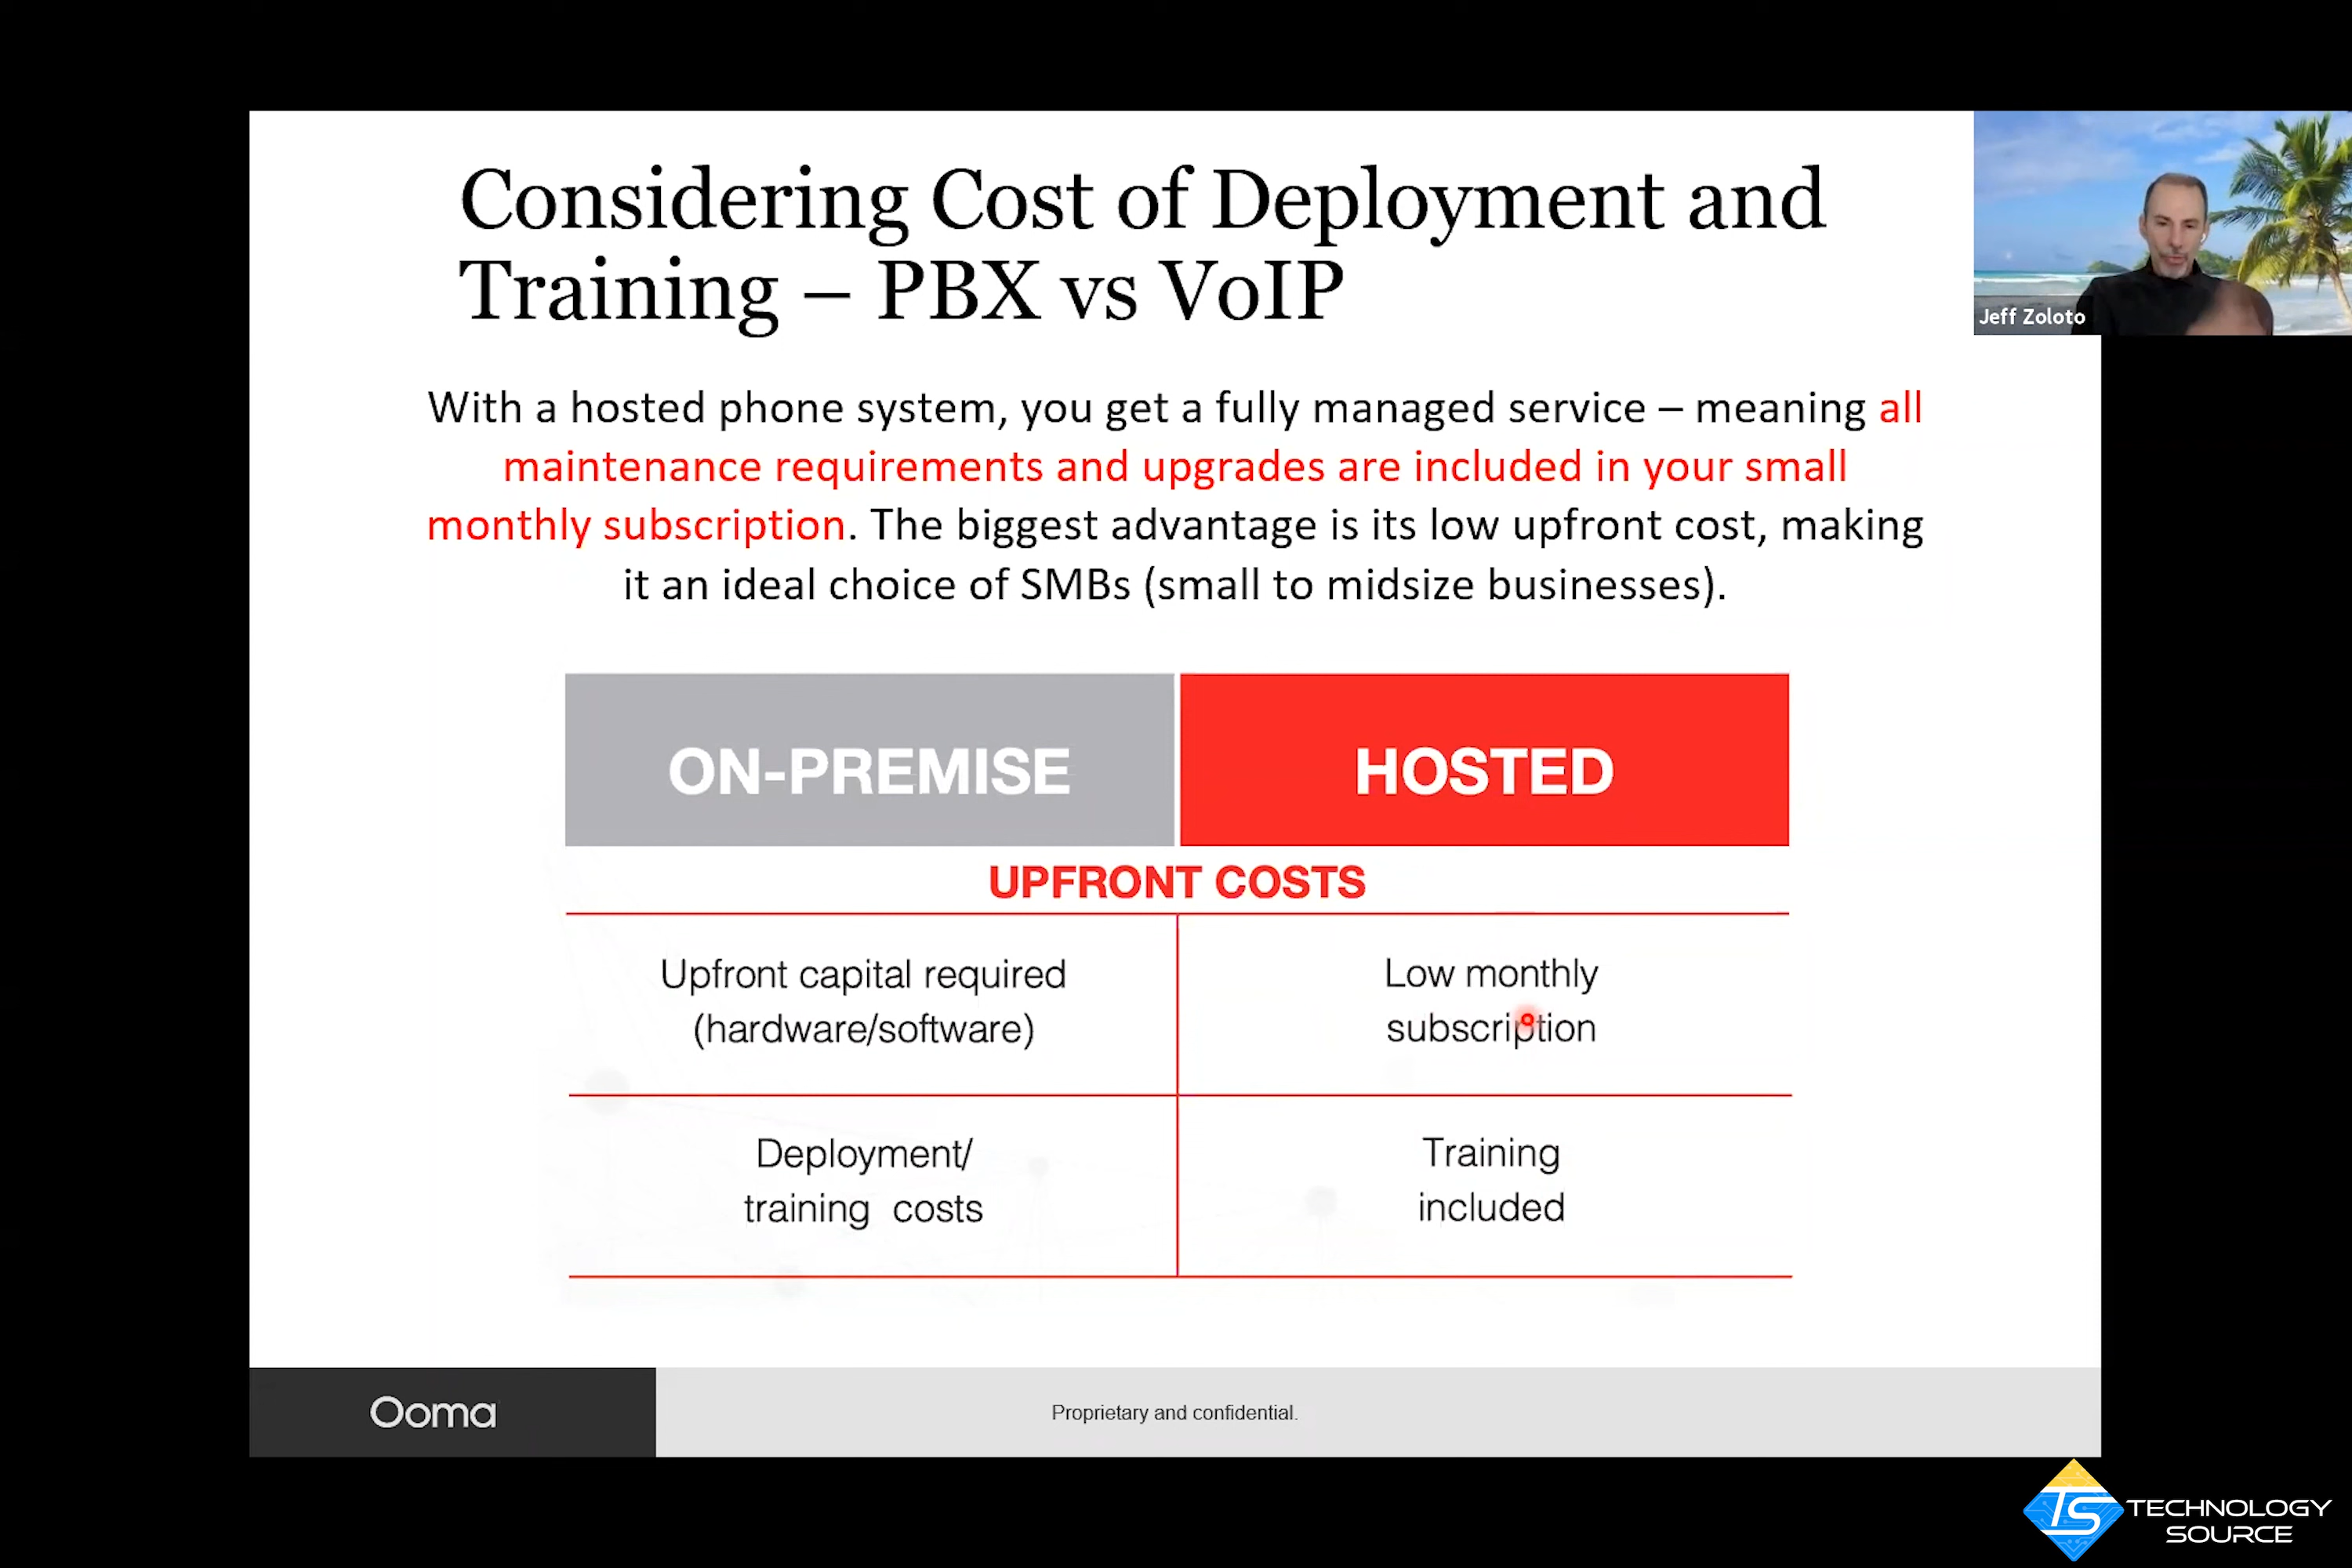 Considering Cost of Deployment and
Training – PBX vs VoIP
Jeff Zoloto
With a hosted phone system, you get a fully managed service – meaning all
maintenance requirements and upgrades are included in your small
monthly subscription. The biggest advantage is its low upfront cost, making
it an ideal choice of SMBs (small to midsize businesses).
ON-PREMISE
HOSTED
UPFRONT COSTS
Upfront capital required
(hardware/software)
Low monthly
subscription
Deployment/
training costs
Training
included
Ooma
Proprietary and confidential.
TS
TECHNOLOGY
SOURCE